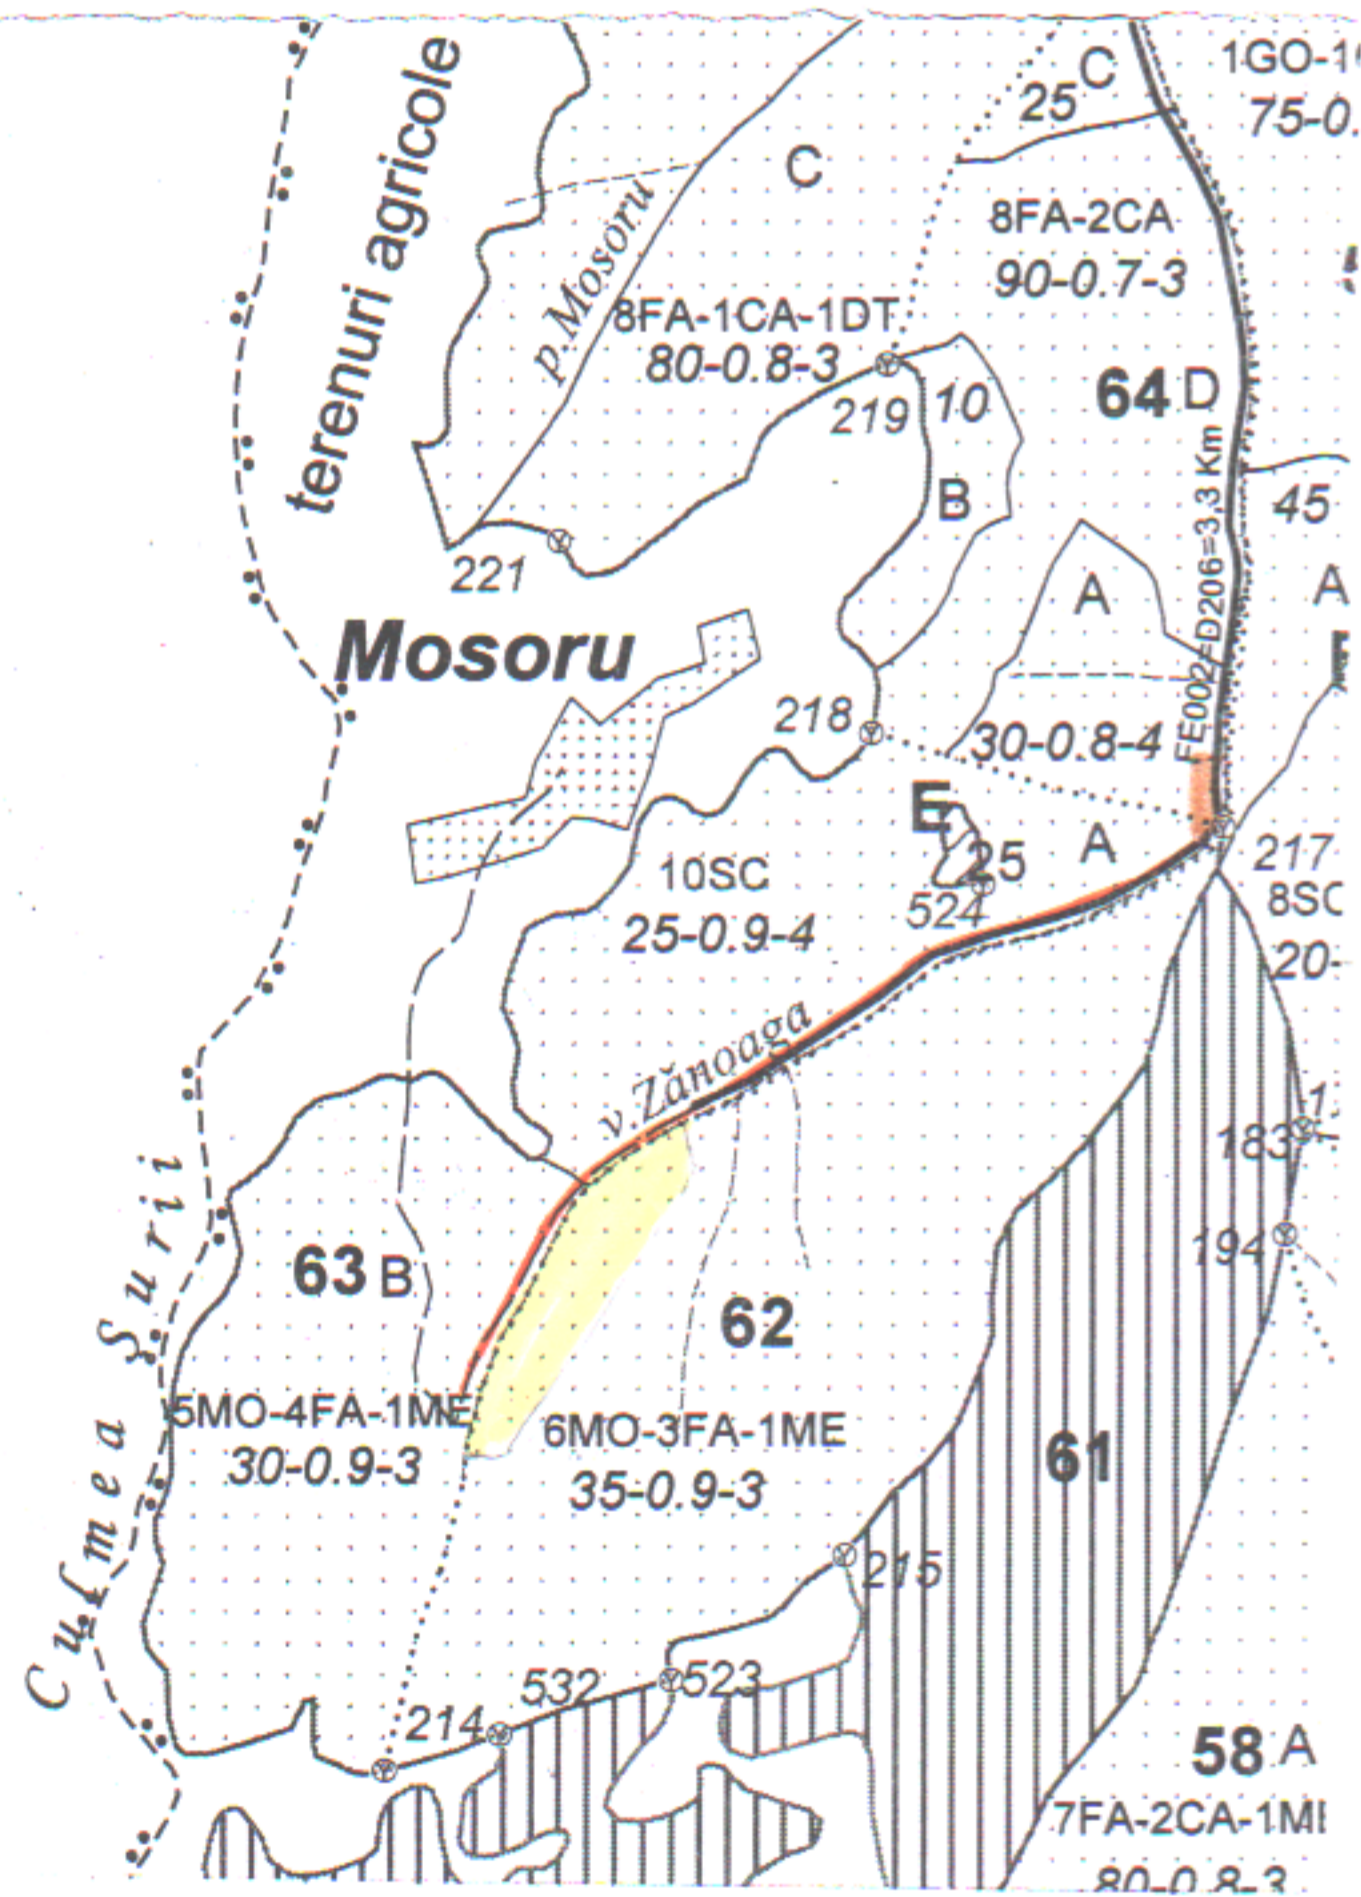 C
25
1GO-1
75-0.
terenuri agricole
C
p.Mosoru
8FA-2CA
90-0.7-3
8FA-1CA-1DT
80-0.8-3
64 D
219
10
B
45
221
FE002=D206=3,3 Km
A
A
Mosoru
218
30-0.8-4
E
25
A
217
10SC
25-0.9-4
524
8SC
20-
v.Zănoaga
183
194
63 B
62
Culmea Șurii
5MO-4FA-1ME
30-0.9-3
6MO-3FA-1ME
35-0.9-3
61
215
532
523
214
58 A
7FA-2CA-1M
80-0.8-3